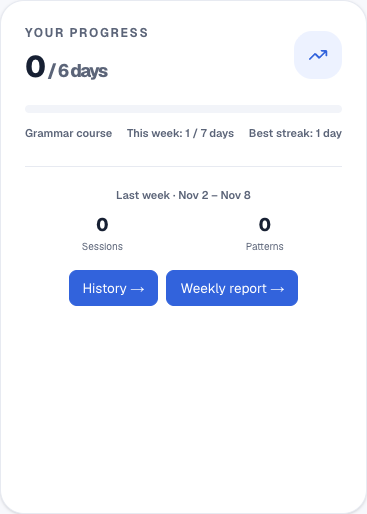 YOUR PROGRESS
0 / 6 days
Grammar course This week: 1 / 7 days Best streak: 1 day
Last week · Nov 2 – Nov 8
0 0
Sessions Patterns
History → Weekly report →